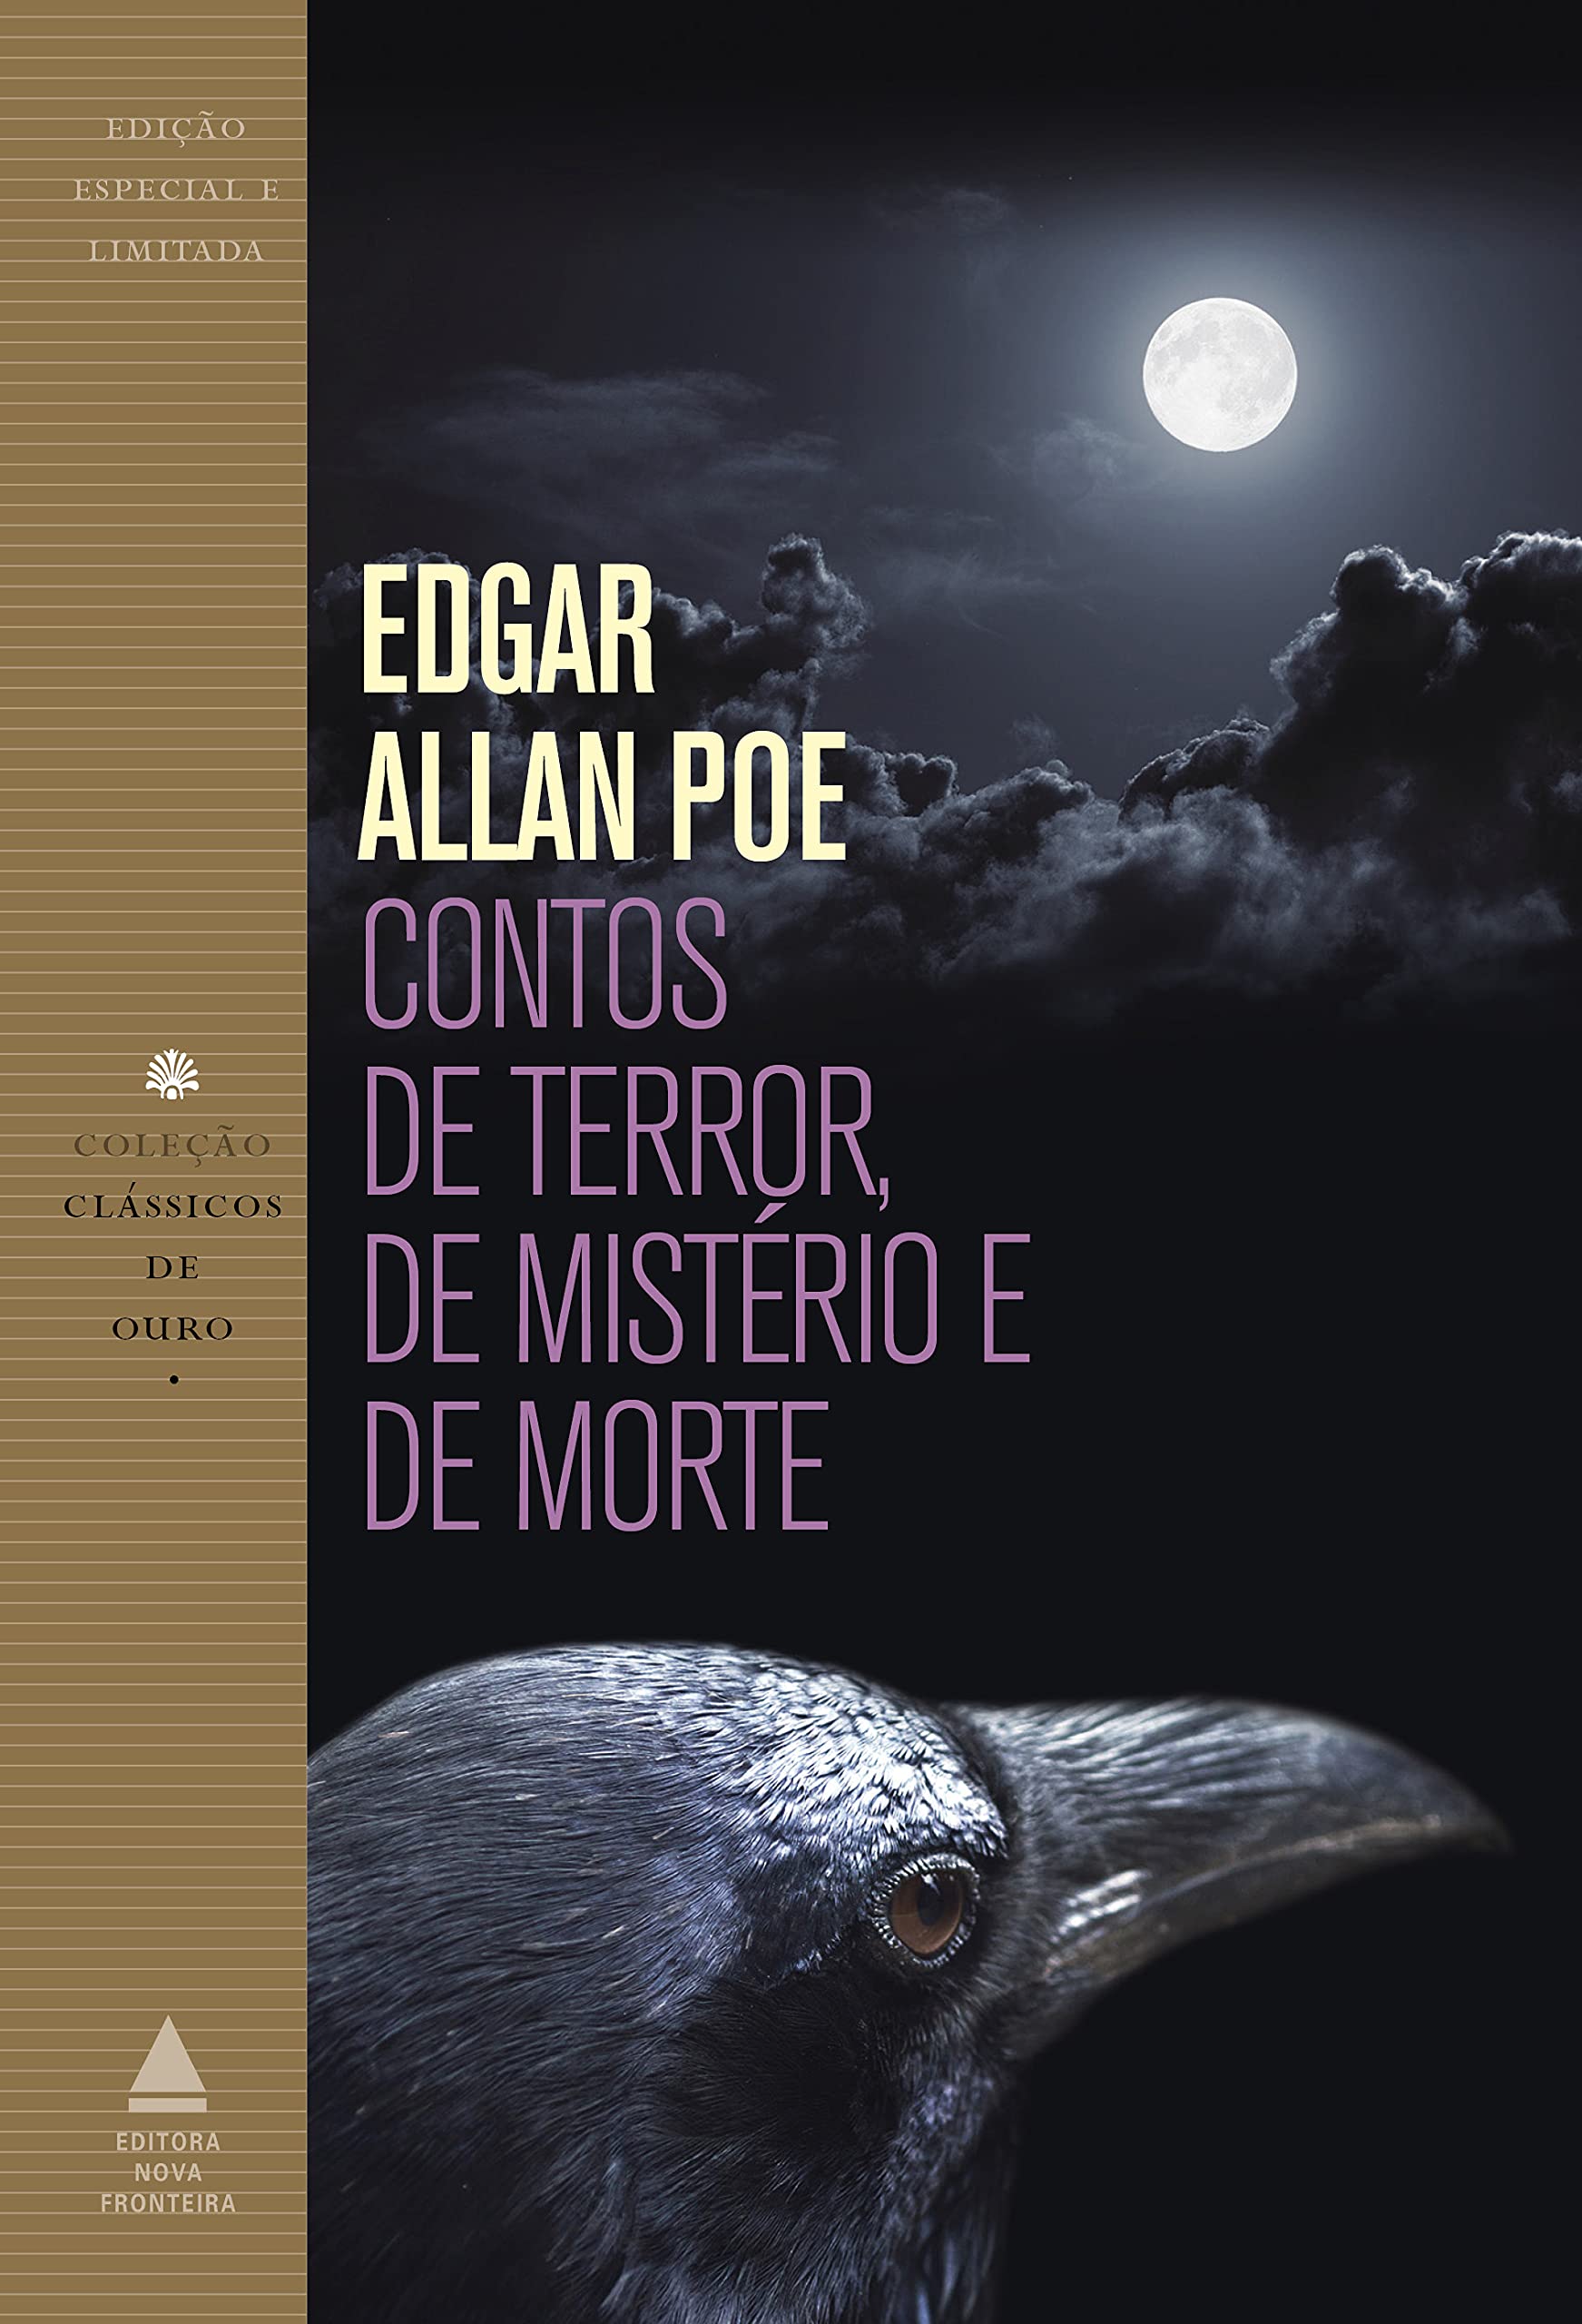 EDIÇÃO
ESPECIAL E
LIMITADA
EDGAR
ALLAN POE
CONTOS
DE TERROR,
DE MISTÉRIO E
DE MORTE
COLEÇÃO
CLÁSSICOS
DE
OURO
EDITORA
NOVA
FRONTEIRA